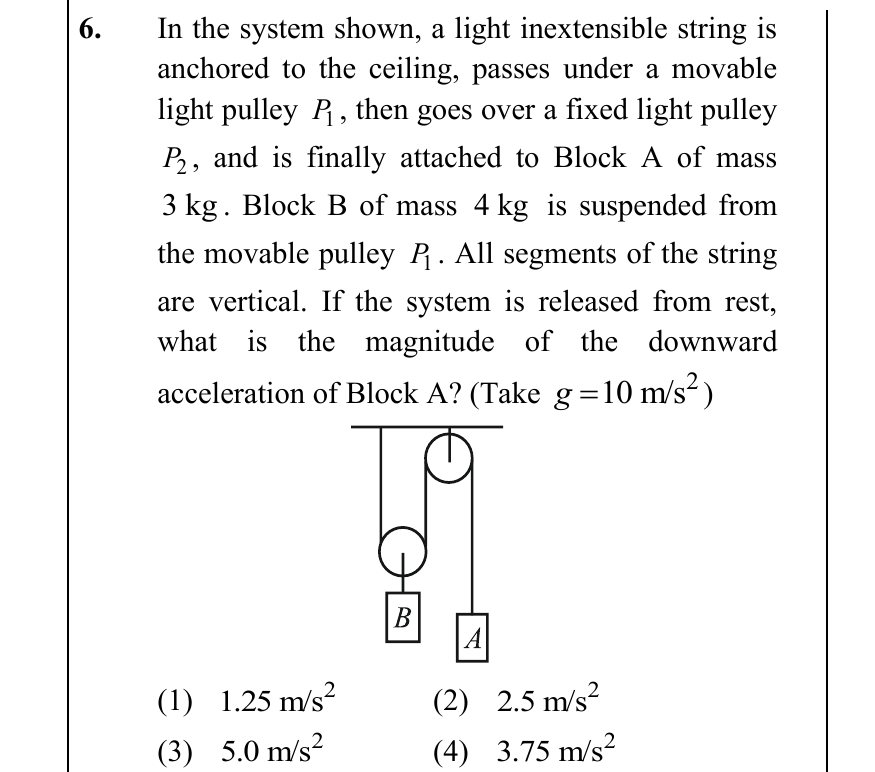 6. In the system shown, a light inextensible string is
anchored to the ceiling, passes under a movable
light pulley P₁, then goes over a fixed light pulley
P₂, and is finally attached to Block A of mass
3 kg. Block B of mass 4 kg is suspended from
the movable pulley P₁. All segments of the string
are vertical. If the system is released from rest,
what is the magnitude of the downward
acceleration of Block A? (Take g = 10 m/s²)
B
A
(1) 1.25 m/s² (2) 2.5 m/s²
(3) 5.0 m/s² (4) 3.75 m/s²